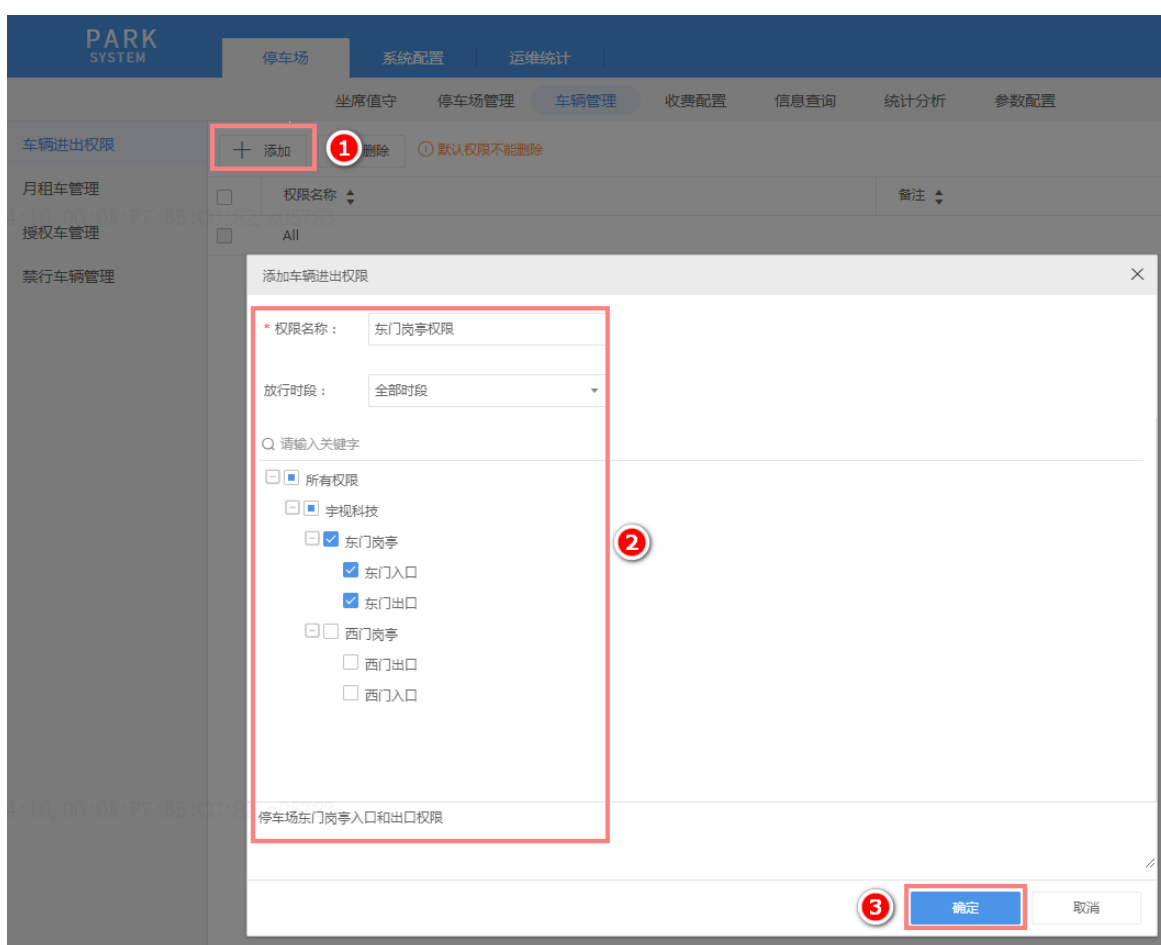 PARK
SYSTEM
停车场 系统配置 运维统计
坐席值守 停车场管理 车辆管理 收费配置 信息查询 统计分析 参数配置
车辆进出权限
月租车管理
授权车管理
禁行车辆管理
添加 1 删除 默认权限不能删除
权限名称 备注
All
添加车辆进出权限
* 权限名称： 东门岗亭权限
放行时段： 全部时段
请输入关键字
所有权限
宇视科技
东门岗亭
2
东门入口
东门出口
西门岗亭
西门出口
西门入口
停车场东门岗亭入口和出口权限
3 确定 取消